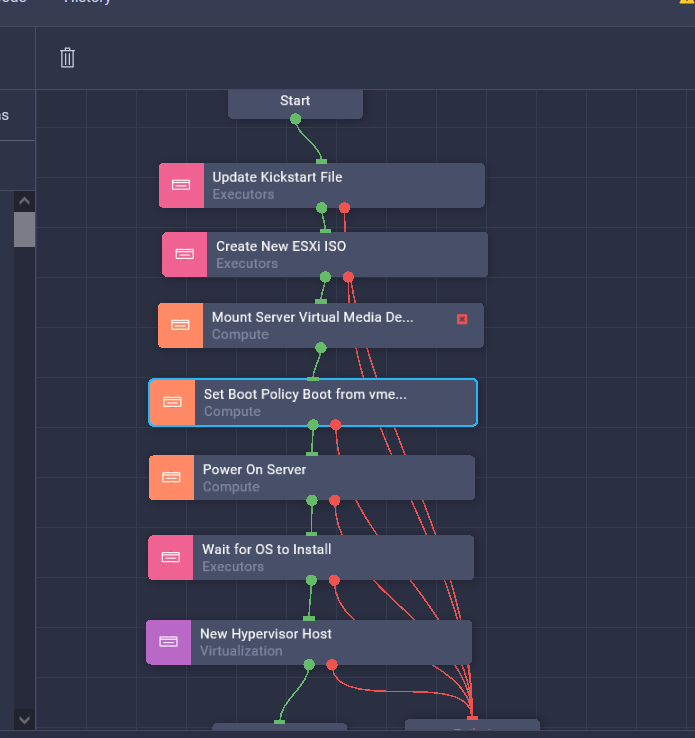 History
Start
Update Kickstart File
Executors
Create New ESXi ISO
Executors
Mount Server Virtual Media De...
Compute
Set Boot Policy Boot from vme...
Compute
Power On Server
Compute
Wait for OS to Install
Executors
New Hypervisor Host
Virtualization